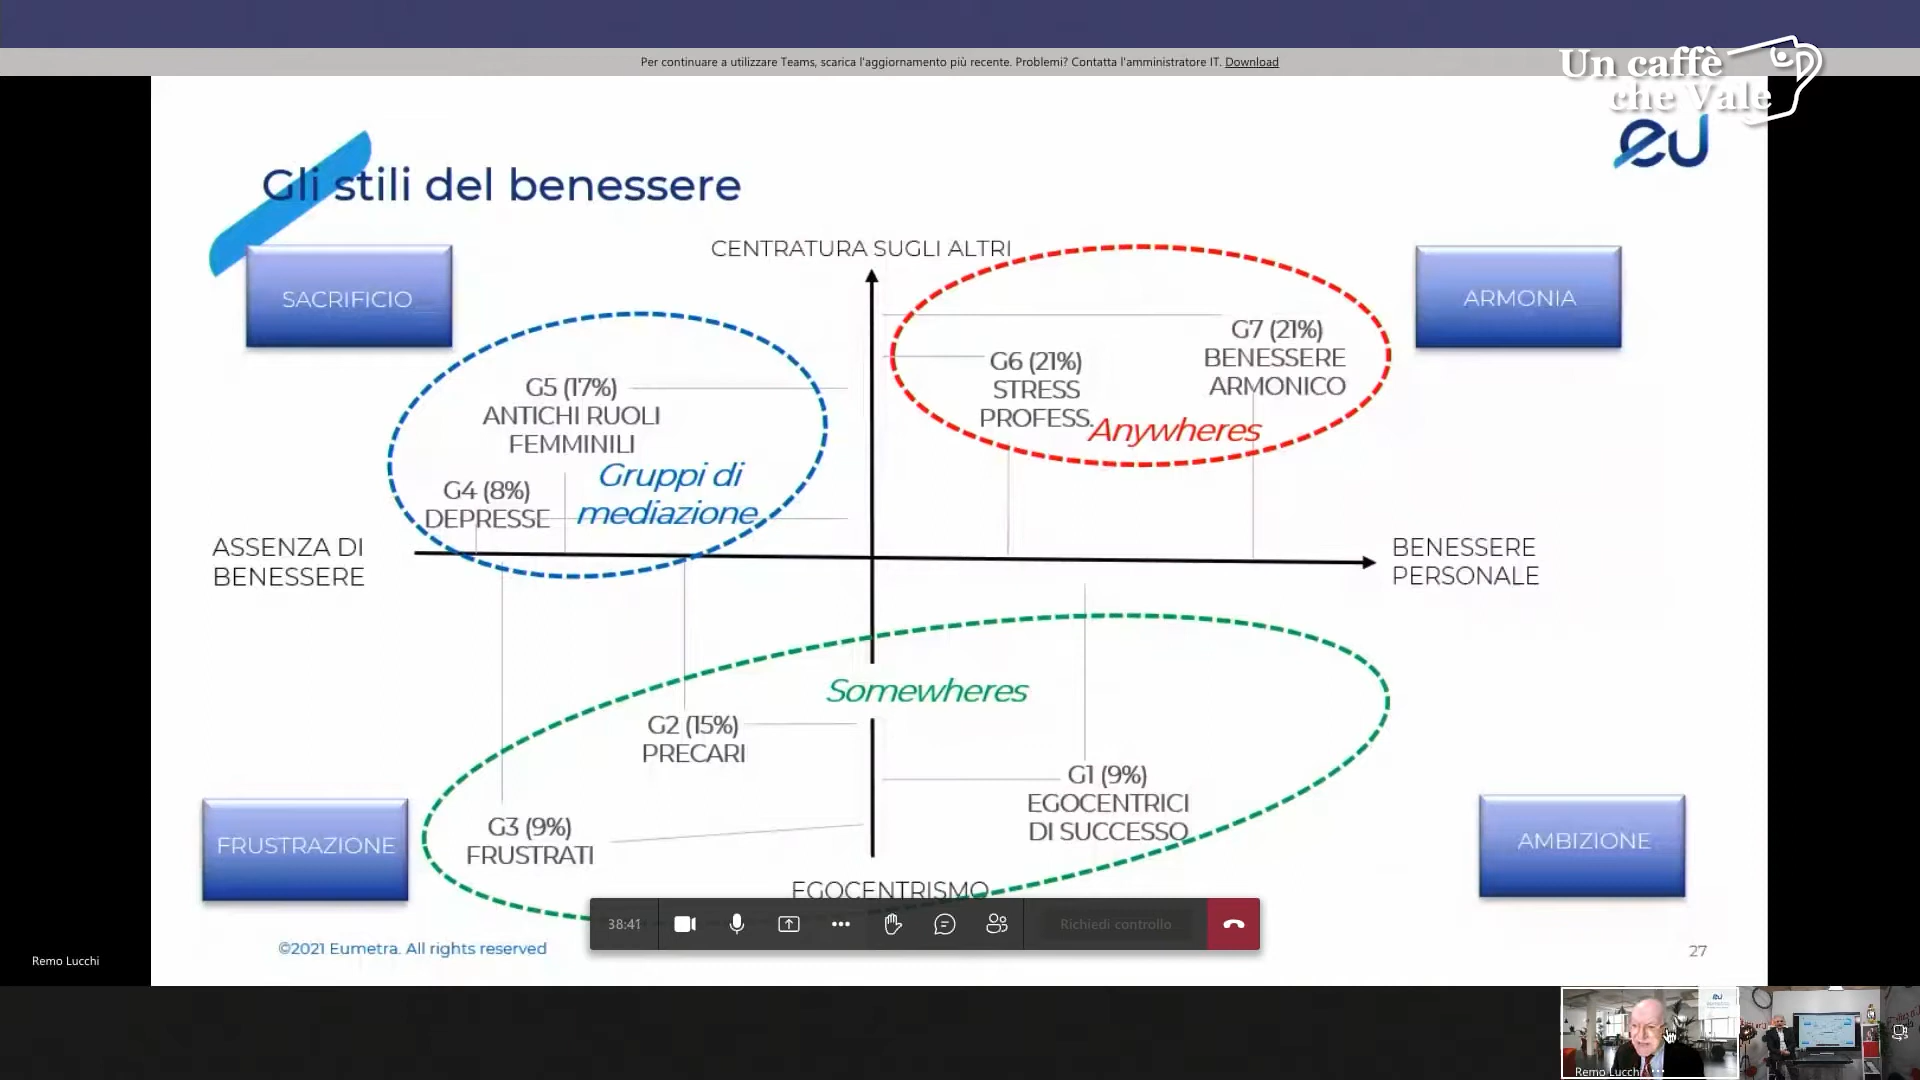 Per continuare a utilizzare Teams, scarica l'aggiornamento più recente. Problemi? Contatta l'amministratore IT. Download
Un caffè
che Vale
eu
Gli stili del benessere
CENTRATURA SUGLI ALTRI
SACRIFICIO
ARMONIA
G7 (21%)
BENESSERE
ARMONICO
G6 (21%)
STRESS
PROFESS.
Anywheres
G5 (17%)
ANTICHI RUOLI
FEMMINILI
Gruppi di
mediazione
G4 (8%)
DEPRESSE
ASSENZA DI
BENESSERE
BENESSERE
PERSONALE
Somewheres
G2 (15%)
PRECARI
G1 (9%)
EGOCENTRICI
DI SUCCESSO
G3 (9%)
FRUSTRATI
FRUSTRAZIONE
AMBIZIONE
EGOCENTRISMO
38:41
Richiedi controllo
©2021 Eumetra. All rights reserved
27
Remo Lucchi
Remo Lucchi